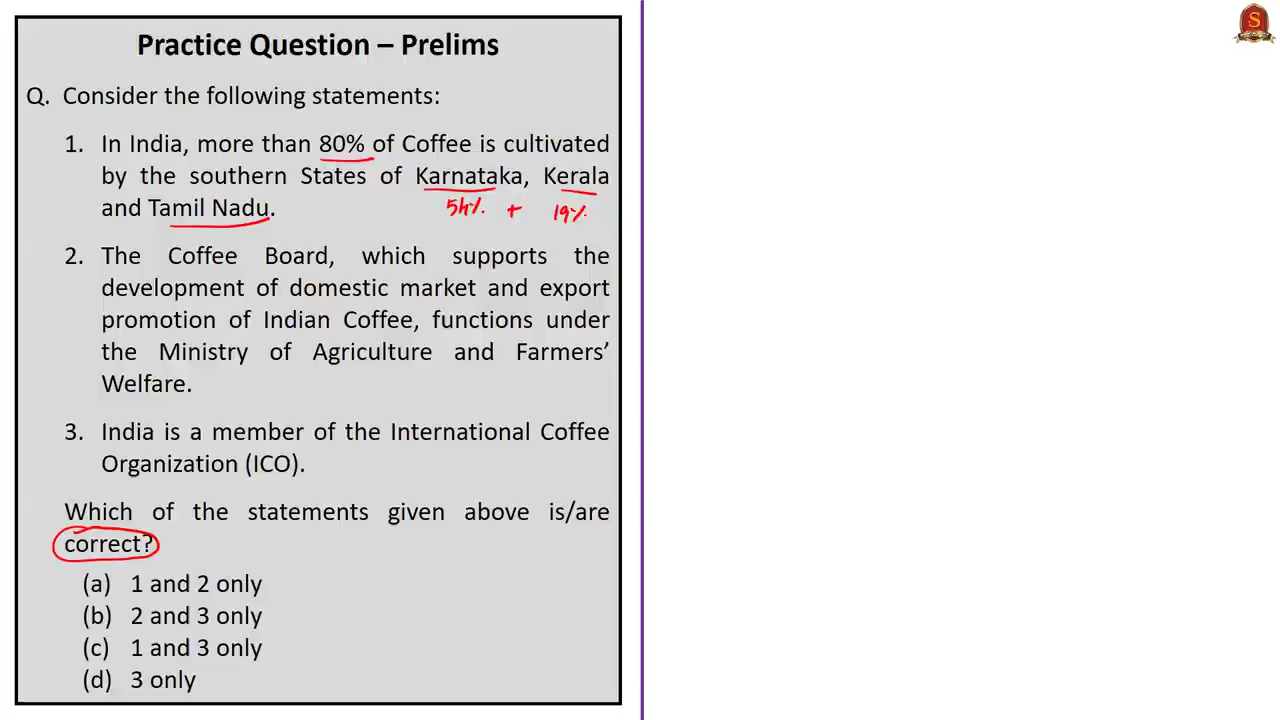 Practice Question – Prelims
Q. Consider the following statements:
1. In India, more than 80% of Coffee is cultivated
by the southern States of Karnataka, Kerala
and Tamil Nadu.
54% + 19%
2. The Coffee Board, which supports the
development of domestic market and export
promotion of Indian Coffee, functions under
the Ministry of Agriculture and Farmers’
Welfare.
3. India is a member of the International Coffee
Organization (ICO).
Which of the statements given above is/are
correct?
(a) 1 and 2 only
(b) 2 and 3 only
(c) 1 and 3 only
(d) 3 only
S